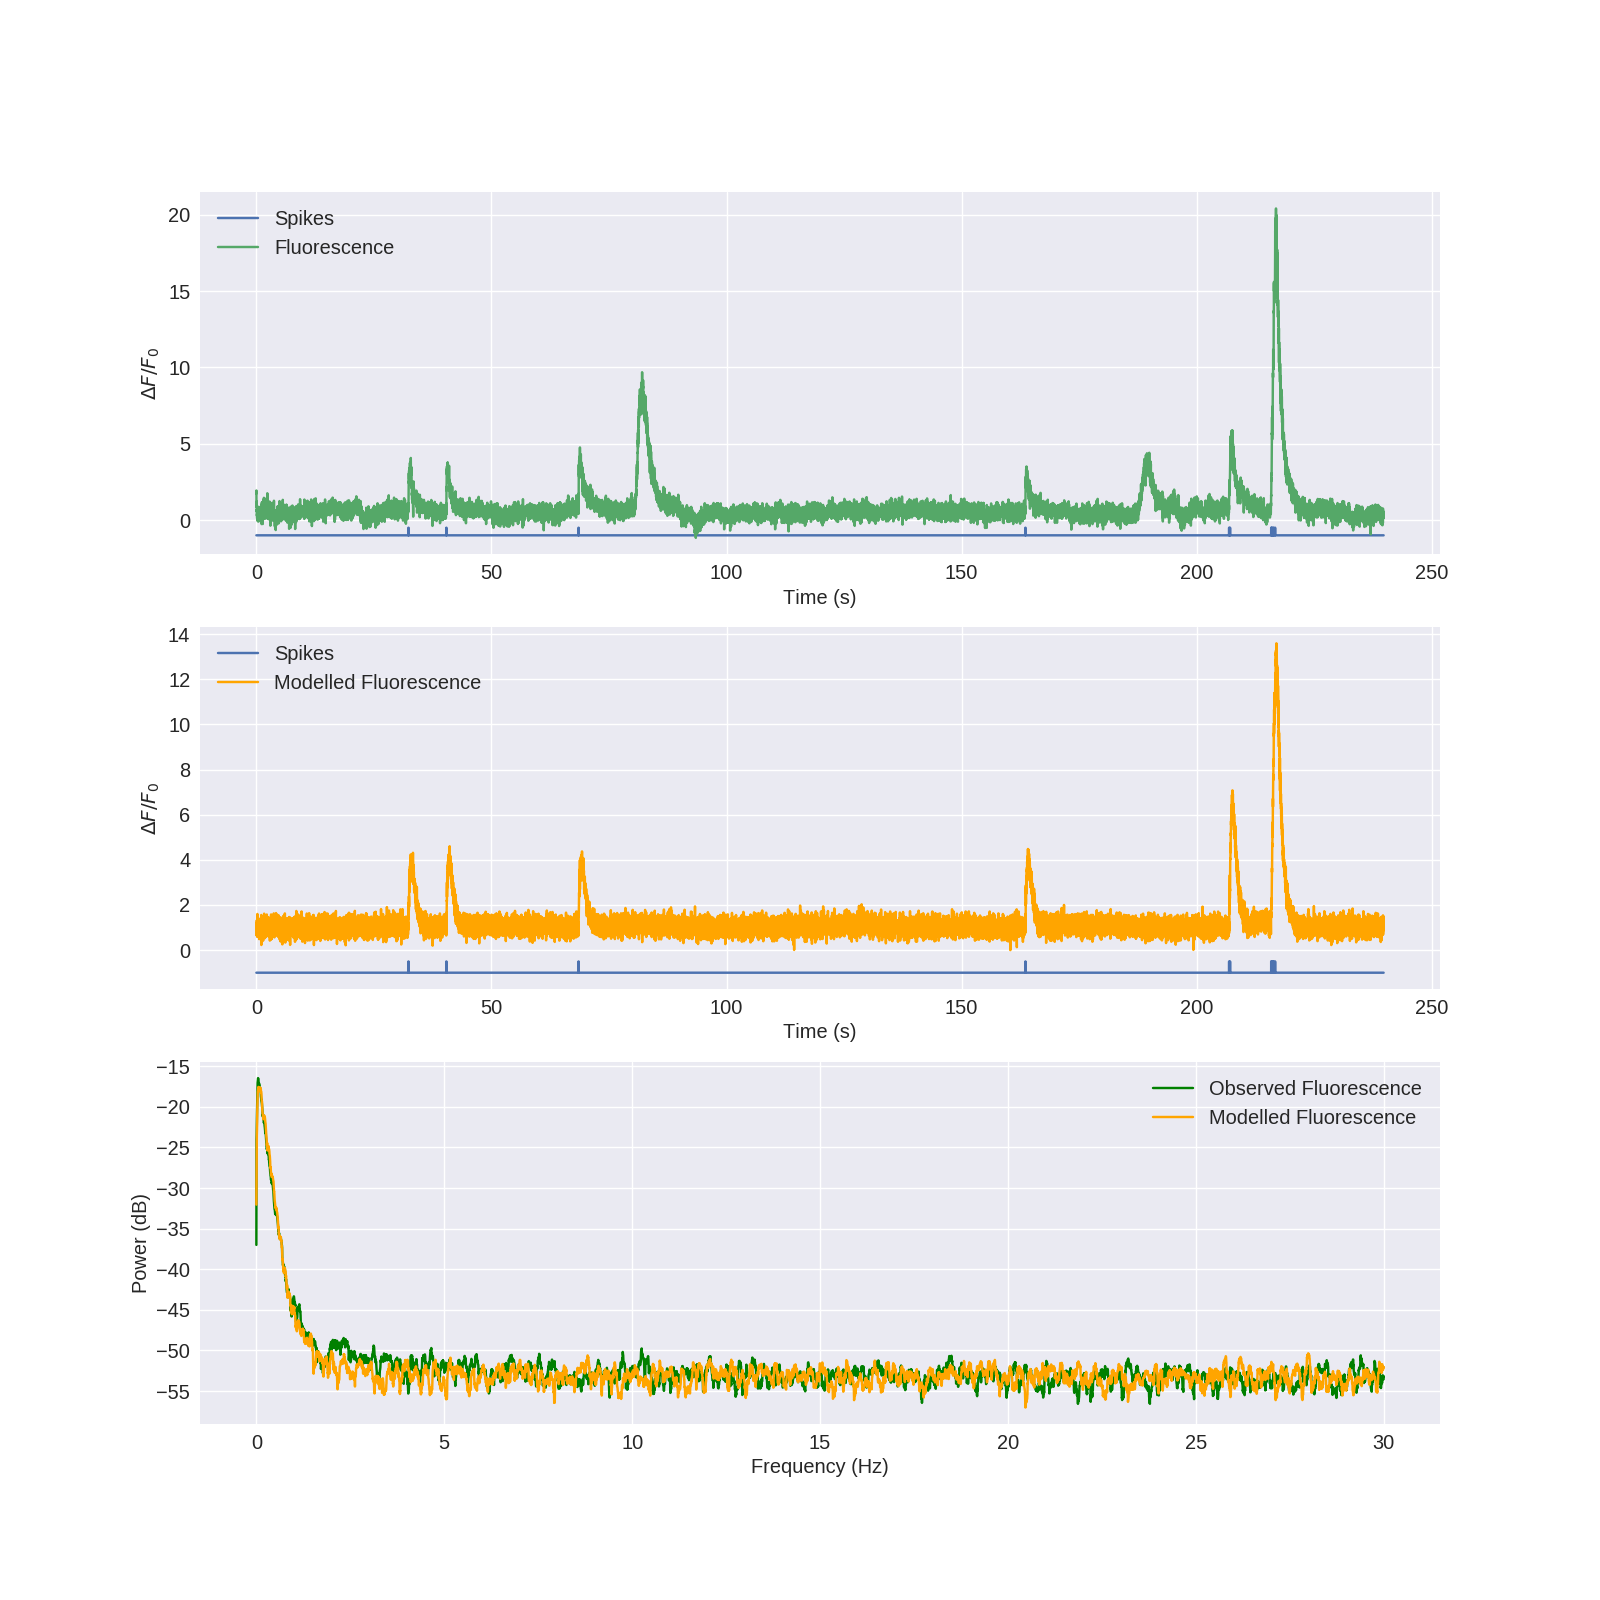 Spikes
Fluorescence
20
15
10
5
0
ΔF/F₀
0 50 100 150 200 250
Time (s)
Spikes
Modelled Fluorescence
14
12
10
8
6
4
2
0
ΔF/F₀
0 50 100 150 200 250
Time (s)
Observed Fluorescence
Modelled Fluorescence
−15
−20
−25
−30
−35
−40
−45
−50
−55
Power (dB)
0 5 10 15 20 25 30
Frequency (Hz)